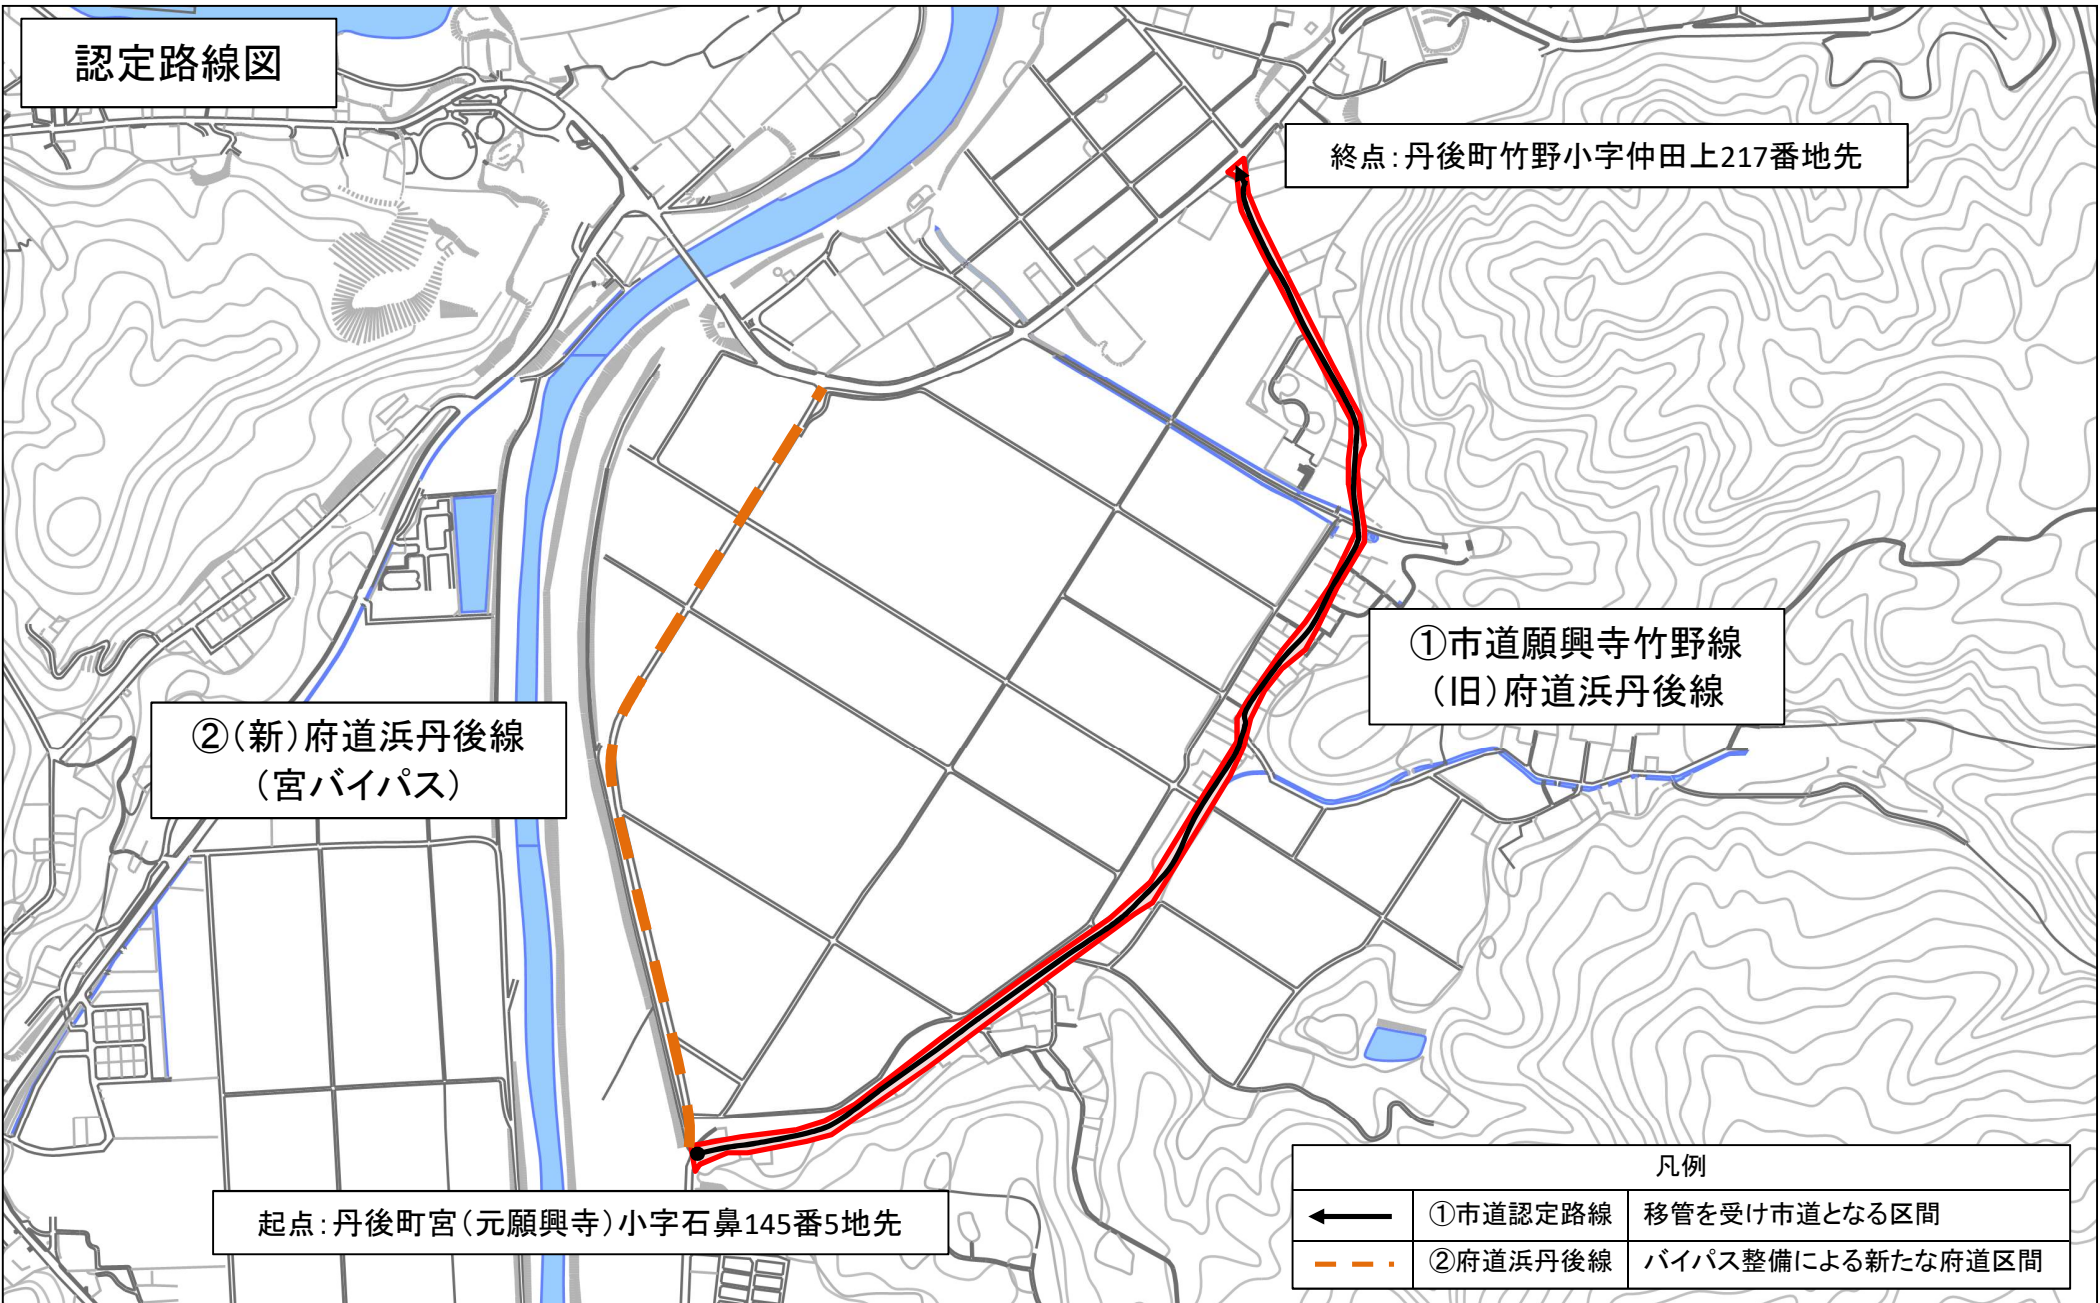 認定路線図
終点：丹後町竹野小字仲田上217番地先
①市道願興寺竹野線
（旧）府道浜丹後線
②（新）府道浜丹後線
（宮バイパス）
起点：丹後町宮（元願興寺）小字石鼻145番5地先
凡例
①市道認定路線 移管を受け市道となる区間
②府道浜丹後線 バイパス整備による新たな府道区間